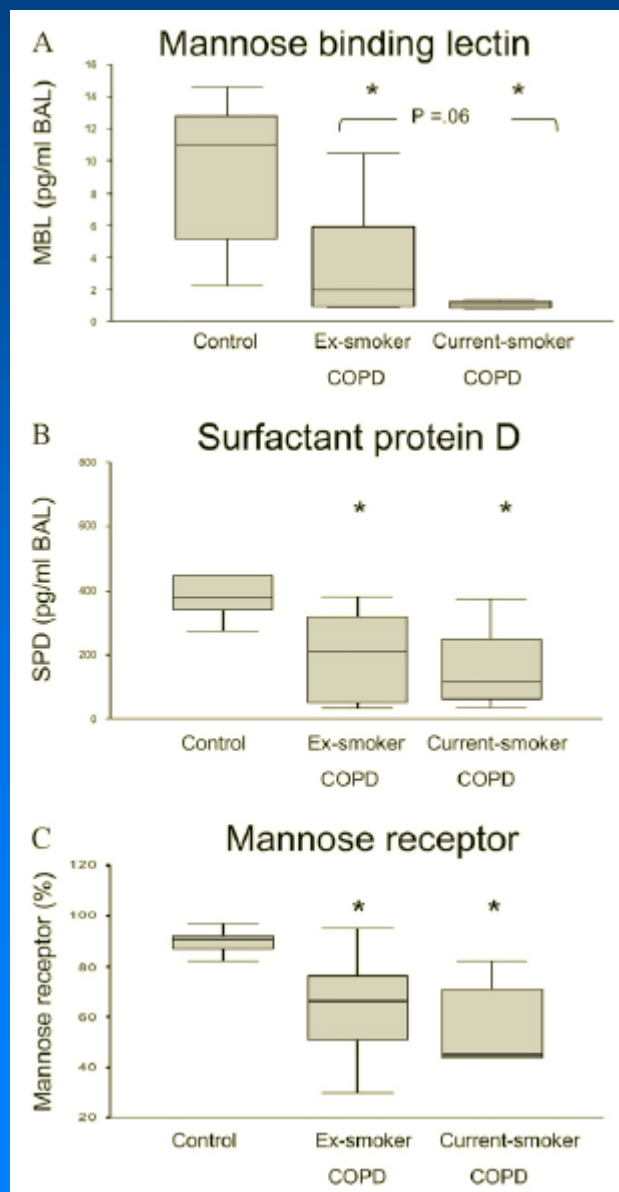 A Mannose binding lectin
MBL (pg/ml BAL)
16
14
12
10
8
6
4
2
0
* *
P =.06
Control Ex-smoker Current-smoker
COPD COPD
B Surfactant protein D
SPD (pg/ml BAL)
800
600
400
200
0
* *
Control Ex-smoker Current-smoker
COPD COPD
C Mannose receptor
Mannose receptor (%)
120
100
80
60
40
20
* *
Control Ex-smoker Current-smoker
COPD COPD